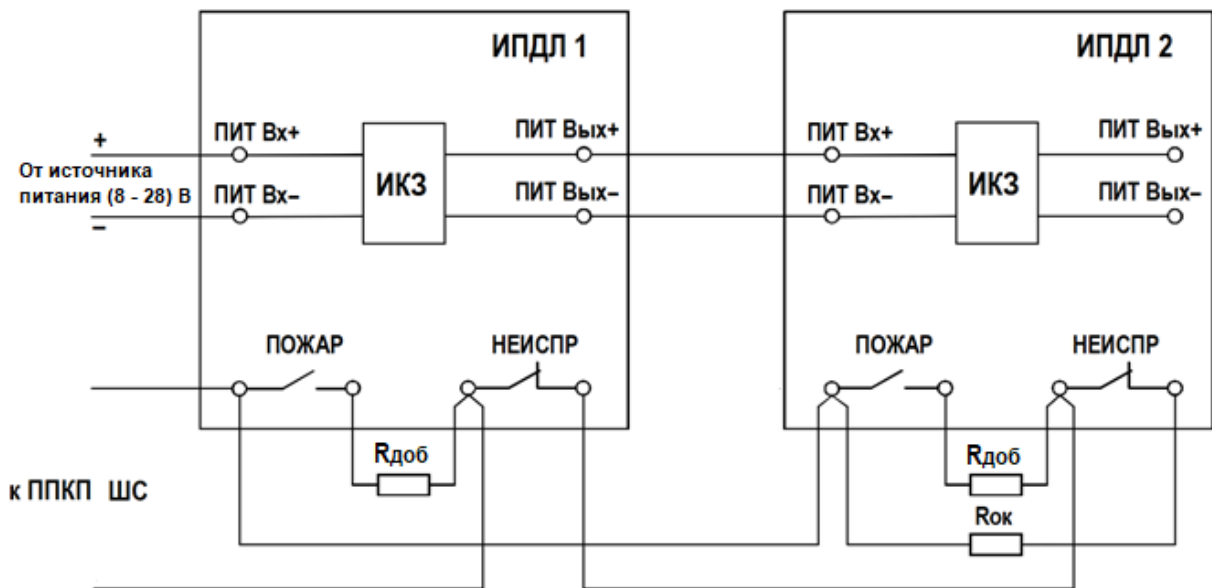 ИПДЛ 1
ИПДЛ 2
+
ПИТ Вх+
ПИТ Вых+
ПИТ Вх+
ПИТ Вых+
От источника
питания (8 - 28) В
ИКЗ
ИКЗ
ПИТ Вх–
ПИТ Вых–
ПИТ Вх–
ПИТ Вых–
–
ПОЖАР
НЕИСПР
ПОЖАР
НЕИСПР
Rдоб
Rдоб
к ППКП ШС
Rок